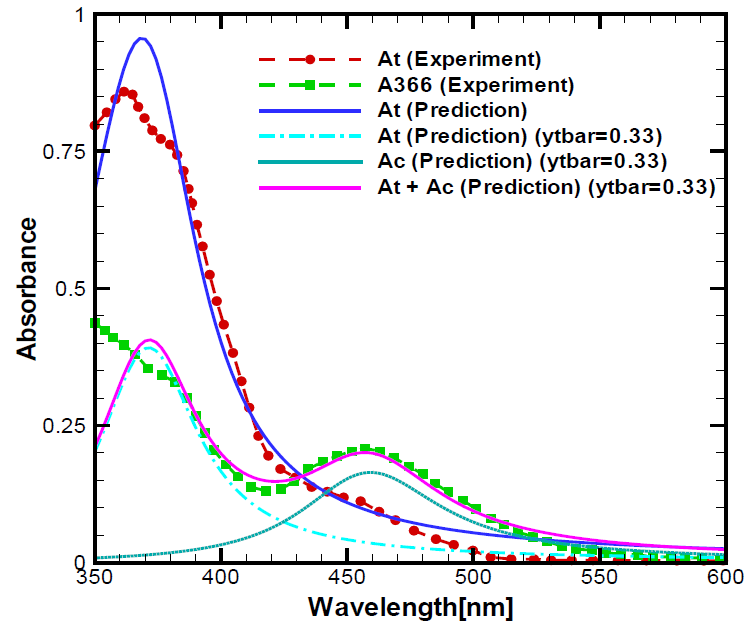 1
At (Experiment)
A366 (Experiment)
At (Prediction)
At (Prediction) (ytbar=0.33)
Ac (Prediction) (ytbar=0.33)
At + Ac (Prediction) (ytbar=0.33)
0.75
0.5
0.25
0
Absorbance
350 400 450 500 550 600
Wavelength[nm]